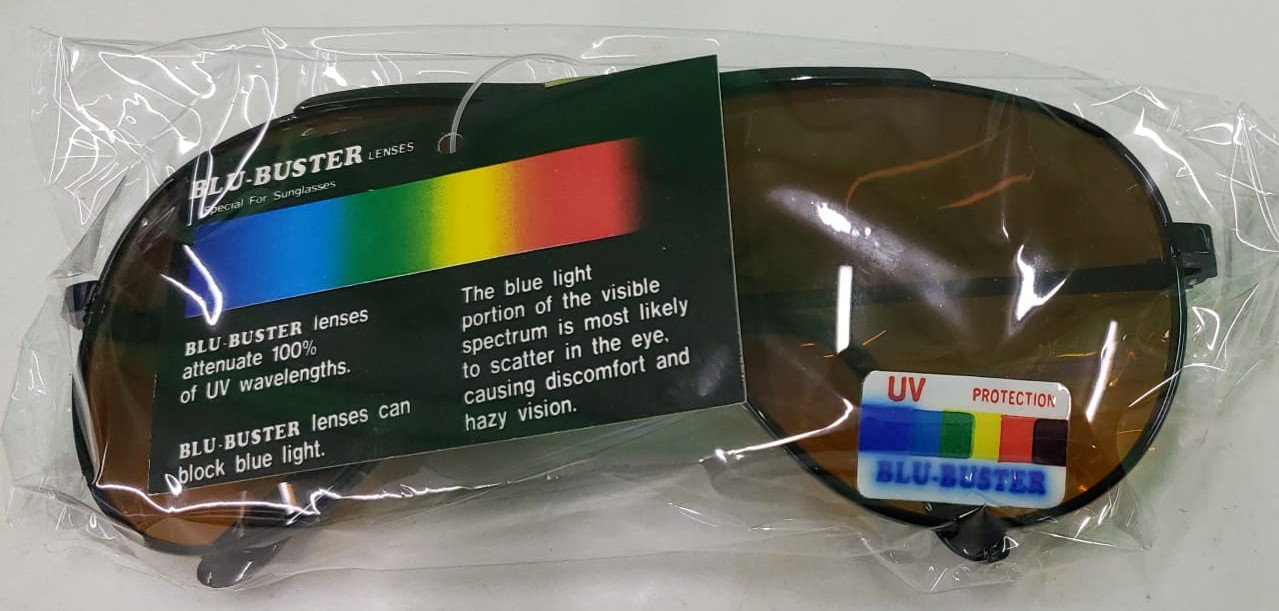 BLU-BUSTER LENSES
Special For Sunglasses
BLU-BUSTER lenses
attenuate 100%
of UV wavelengths.
BLU-BUSTER lenses can
block blue light.
The blue light
portion of the visible
spectrum is most likely
to scatter in the eye,
causing discomfort and
hazy vision.
UV PROTECTION
BLU-BUSTER